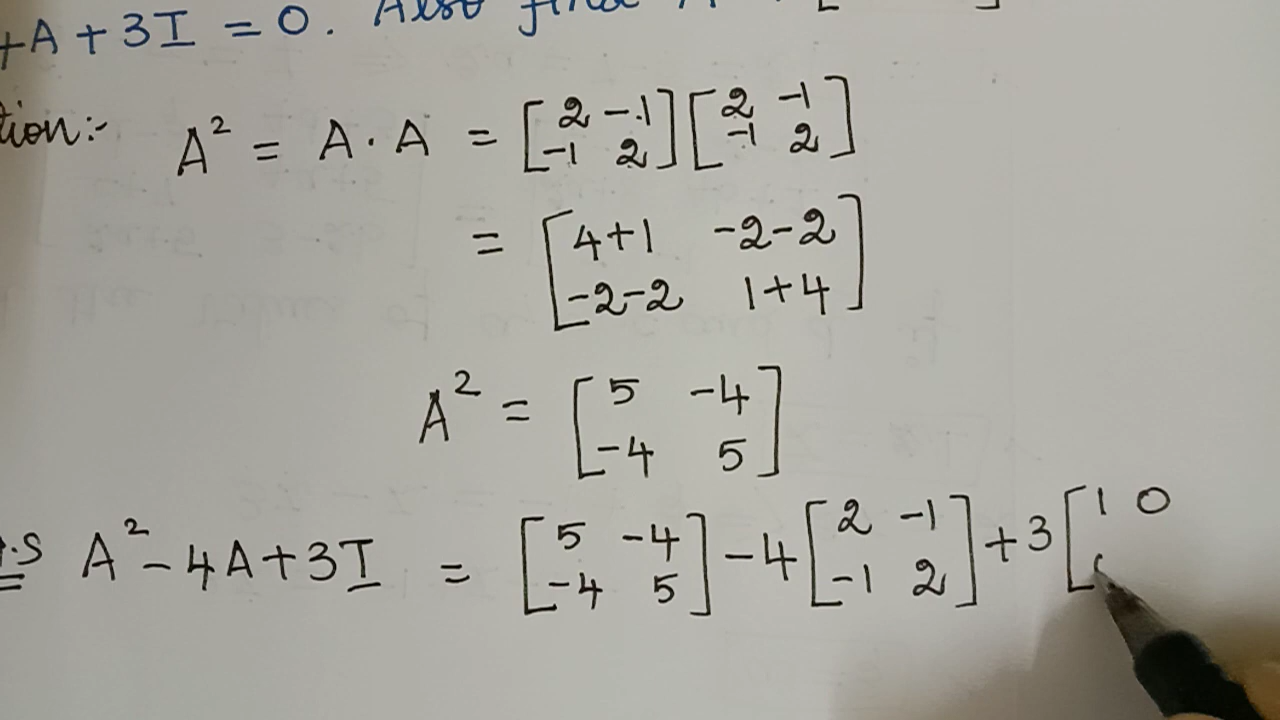 +A + 3I = 0. Also find A [ ]
tion:- A² = A · A = [2 -1; -1 2] [2 -1; -1 2]
= [4+1 -2-2; -2-2 1+4]
A² = [5 -4; -4 5]
.S A² - 4A + 3I = [5 -4; -4 5] - 4 [2 -1; -1 2] + 3 [1 0